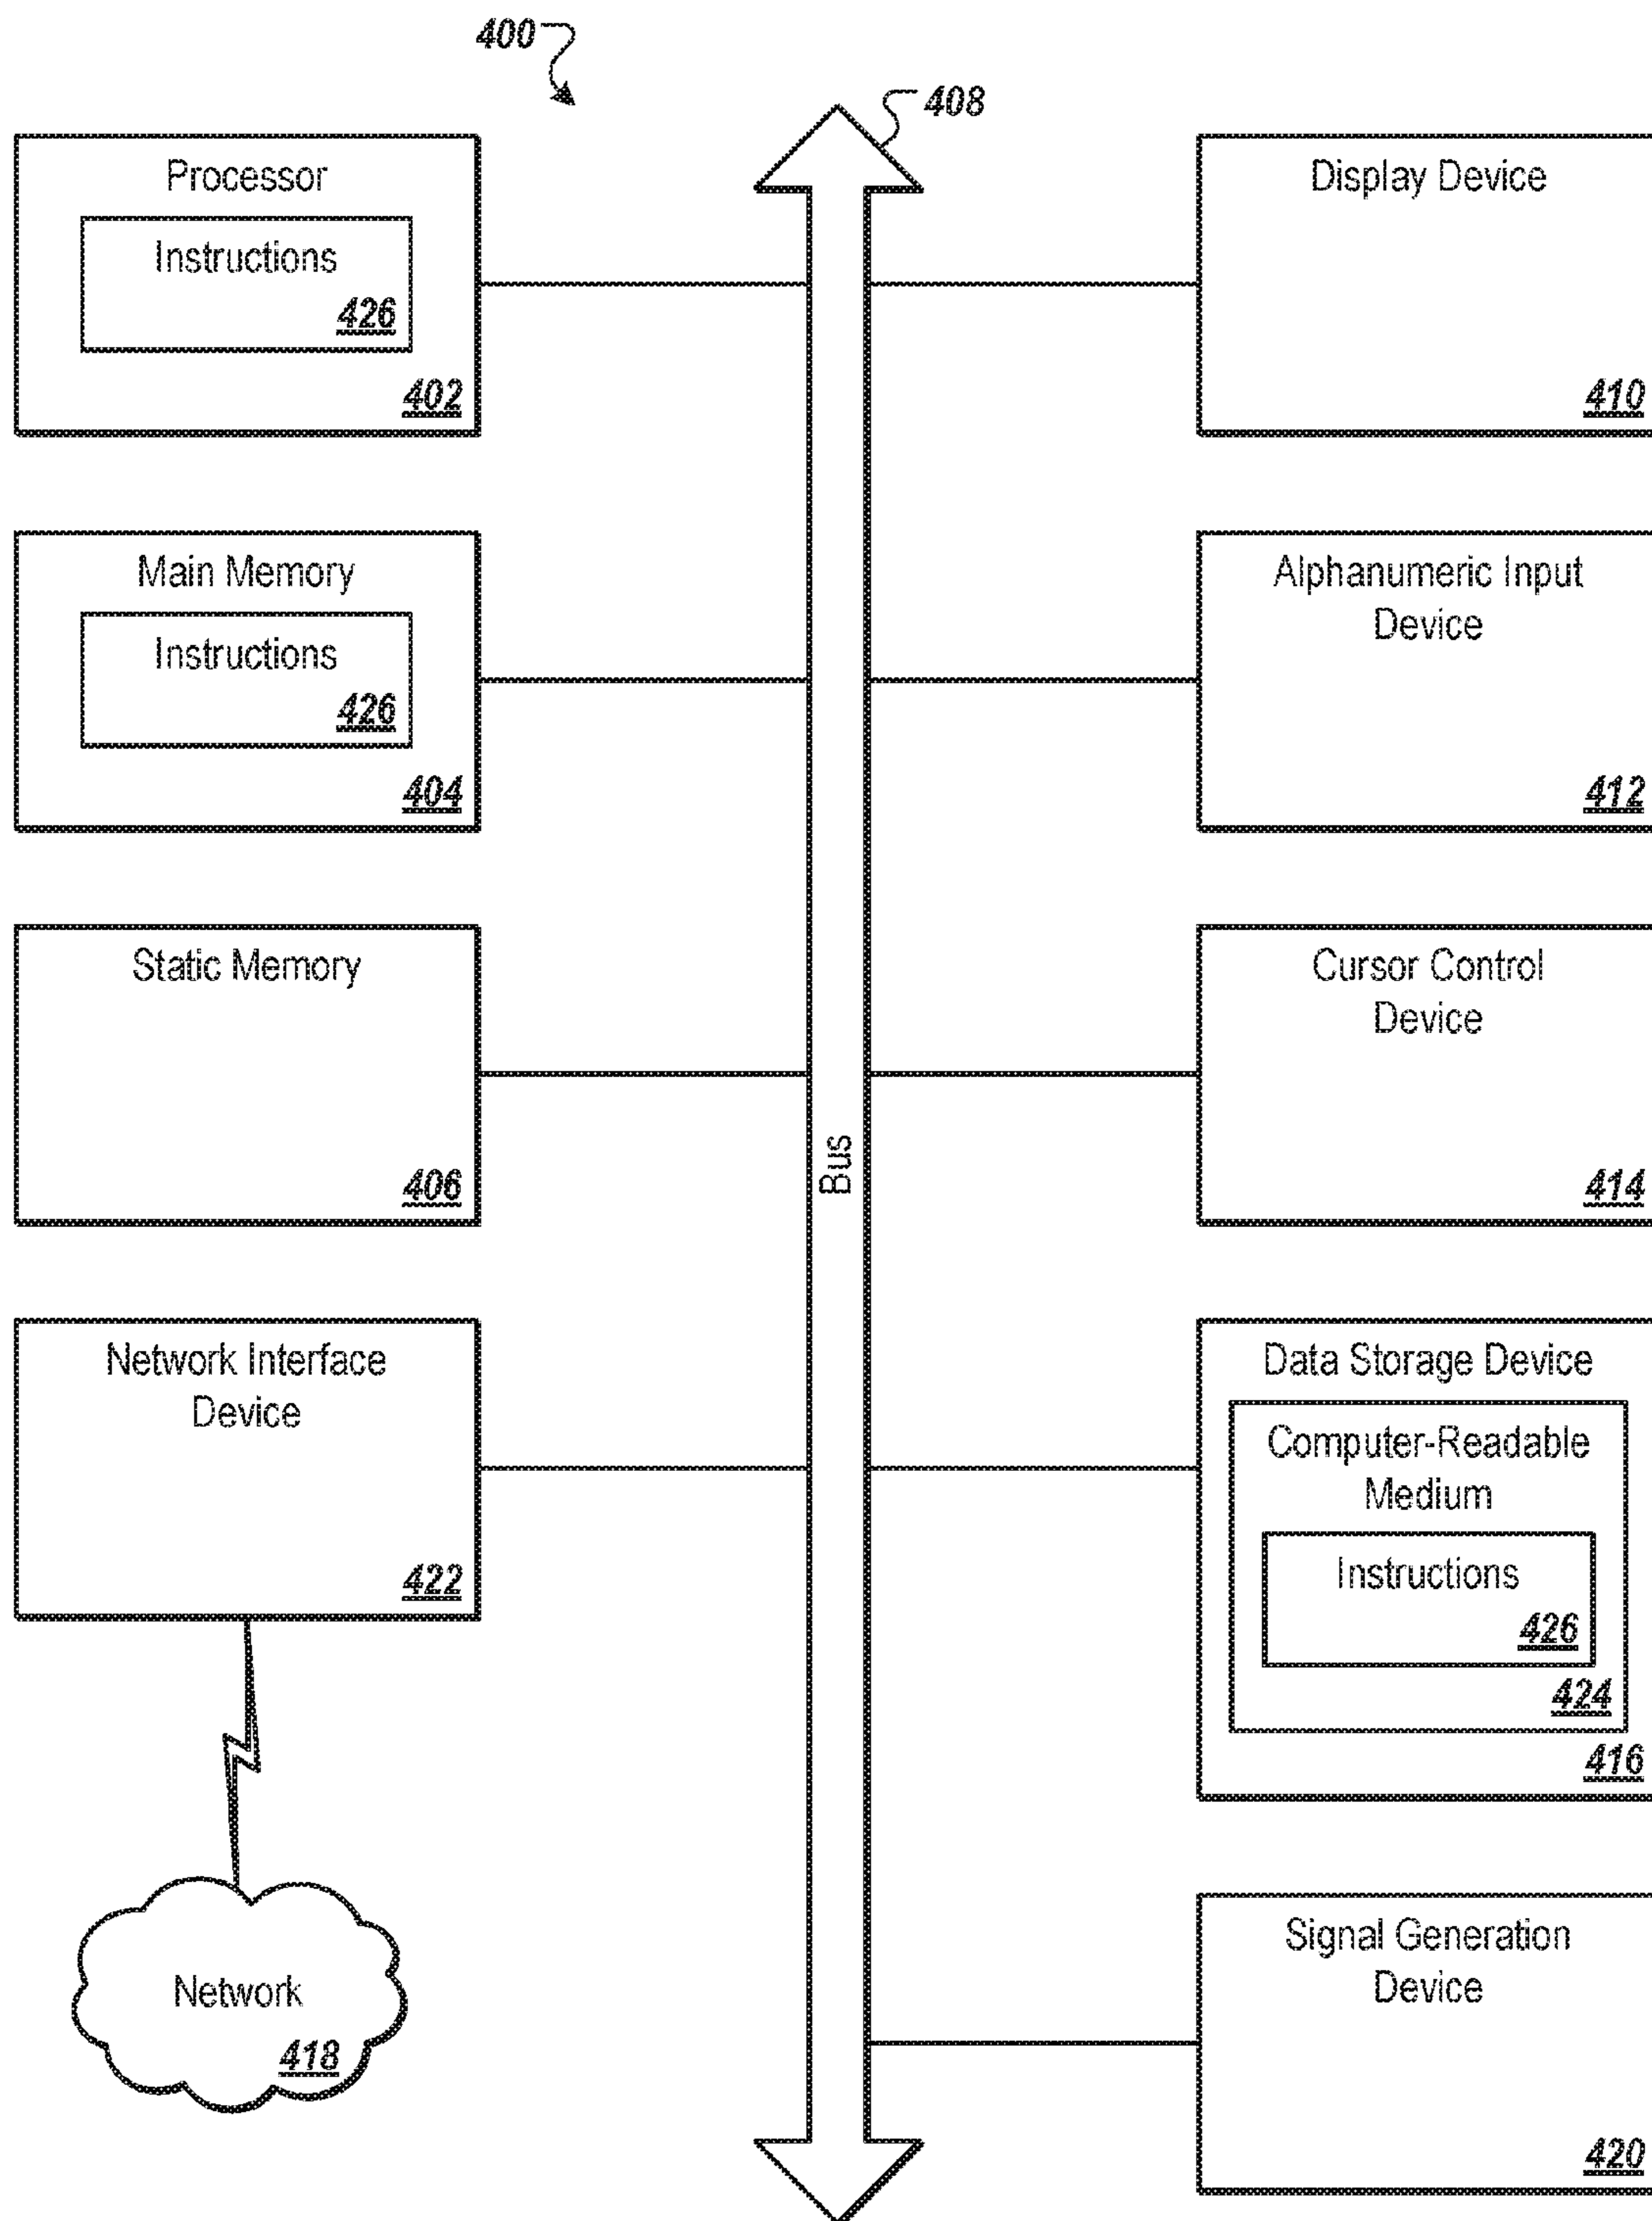 400
408
Processor
Instructions
426
402
Main Memory
Instructions
426
404
Static Memory
406
Network Interface
Device
422
Network
418
Bus
Display Device
410
Alphanumeric Input
Device
412
Cursor Control
Device
414
Data Storage Device
Computer-Readable
Medium
Instructions
426
424
416
Signal Generation
Device
420